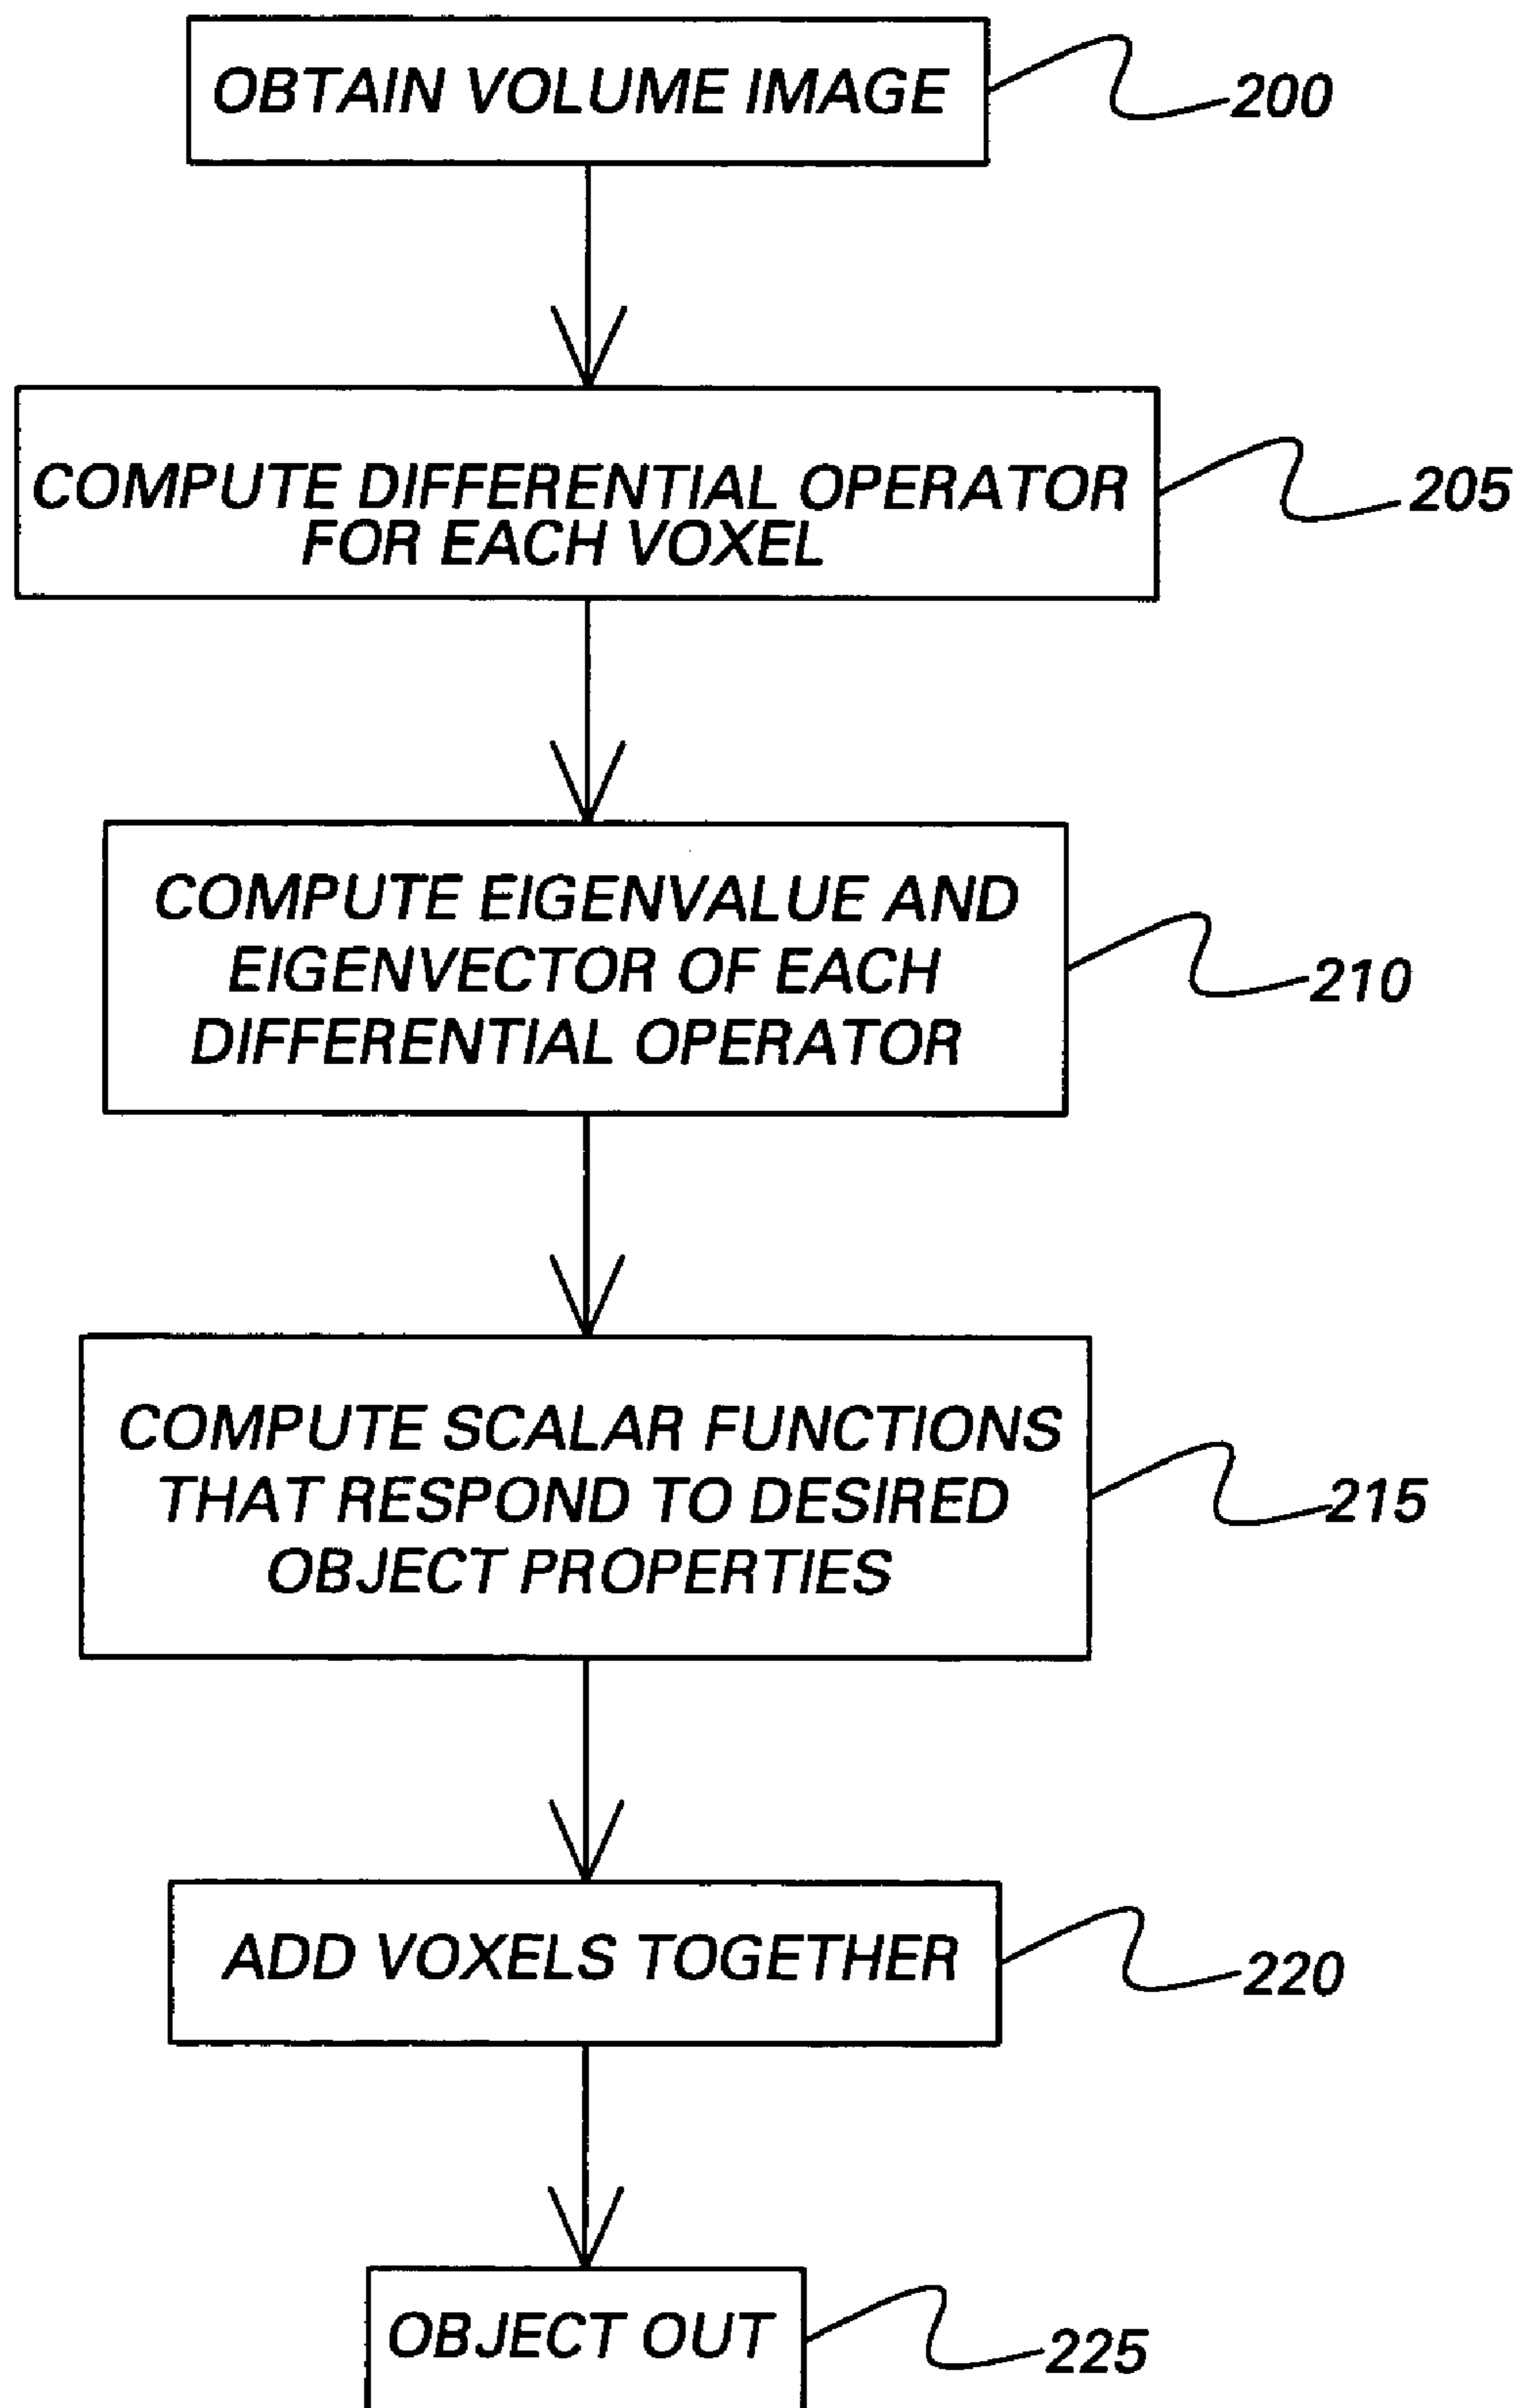 OBTAIN VOLUME IMAGE
200
COMPUTE DIFFERENTIAL OPERATOR
FOR EACH VOXEL
205
COMPUTE EIGENVALUE AND
EIGENVECTOR OF EACH
DIFFERENTIAL OPERATOR
210
COMPUTE SCALAR FUNCTIONS
THAT RESPOND TO DESIRED
OBJECT PROPERTIES
215
ADD VOXELS TOGETHER
220
OBJECT OUT
225